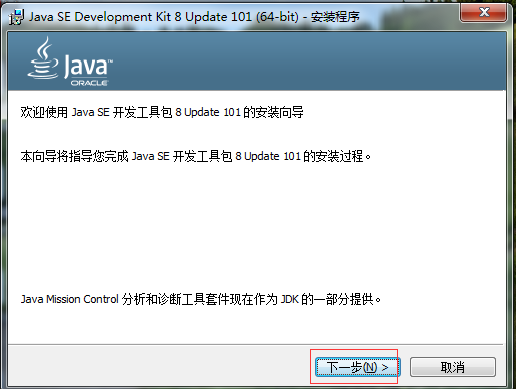 Java SE Development Kit 8 Update 101 (64-bit) - 安装程序
Java™
ORACLE
欢迎使用 Java SE 开发工具包 8 Update 101 的安装向导
本向导将指导您完成 Java SE 开发工具包 8 Update 101 的安装过程。
Java Mission Control 分析和诊断工具套件现在作为 JDK 的一部分提供。
下一步(N) > 取消